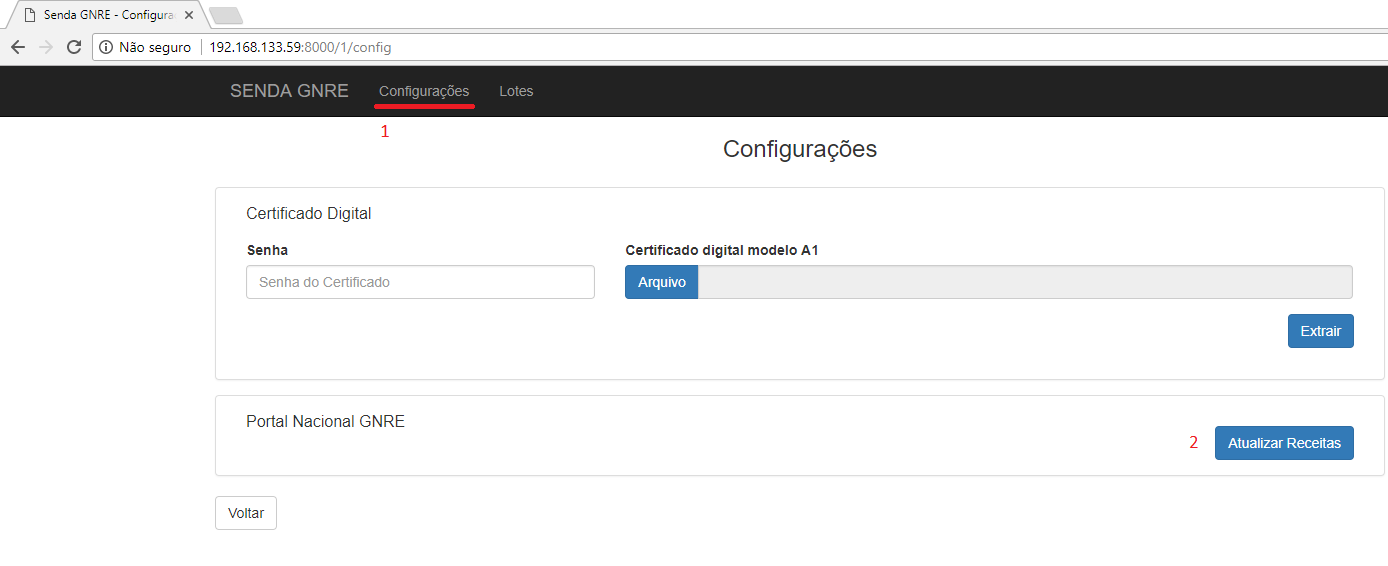 Senda GNRE - Configura
Não seguro 192.168.133.59:8000/1/config
SENDA GNRE Configurações Lotes
1
Configurações
Certificado Digital
Senha Certificado digital modelo A1
Senha do Certificado Arquivo
Extrair
Portal Nacional GNRE
2 Atualizar Receitas
Voltar